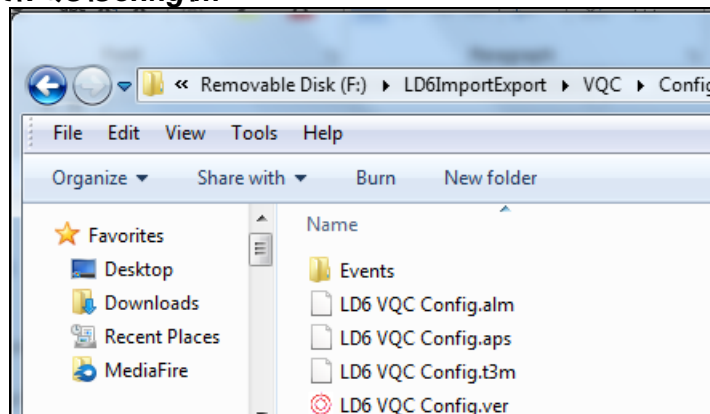 « Removable Disk (F:) ▸ LD6ImportExport ▸ VQC ▸ Config
File Edit View Tools Help
Organize ▾ Share with ▾ Burn New folder
Favorites
Desktop
Downloads
Recent Places
MediaFire
Name
Events
LD6 VQC Config.alm
LD6 VQC Config.aps
LD6 VQC Config.t3m
LD6 VQC Config.ver